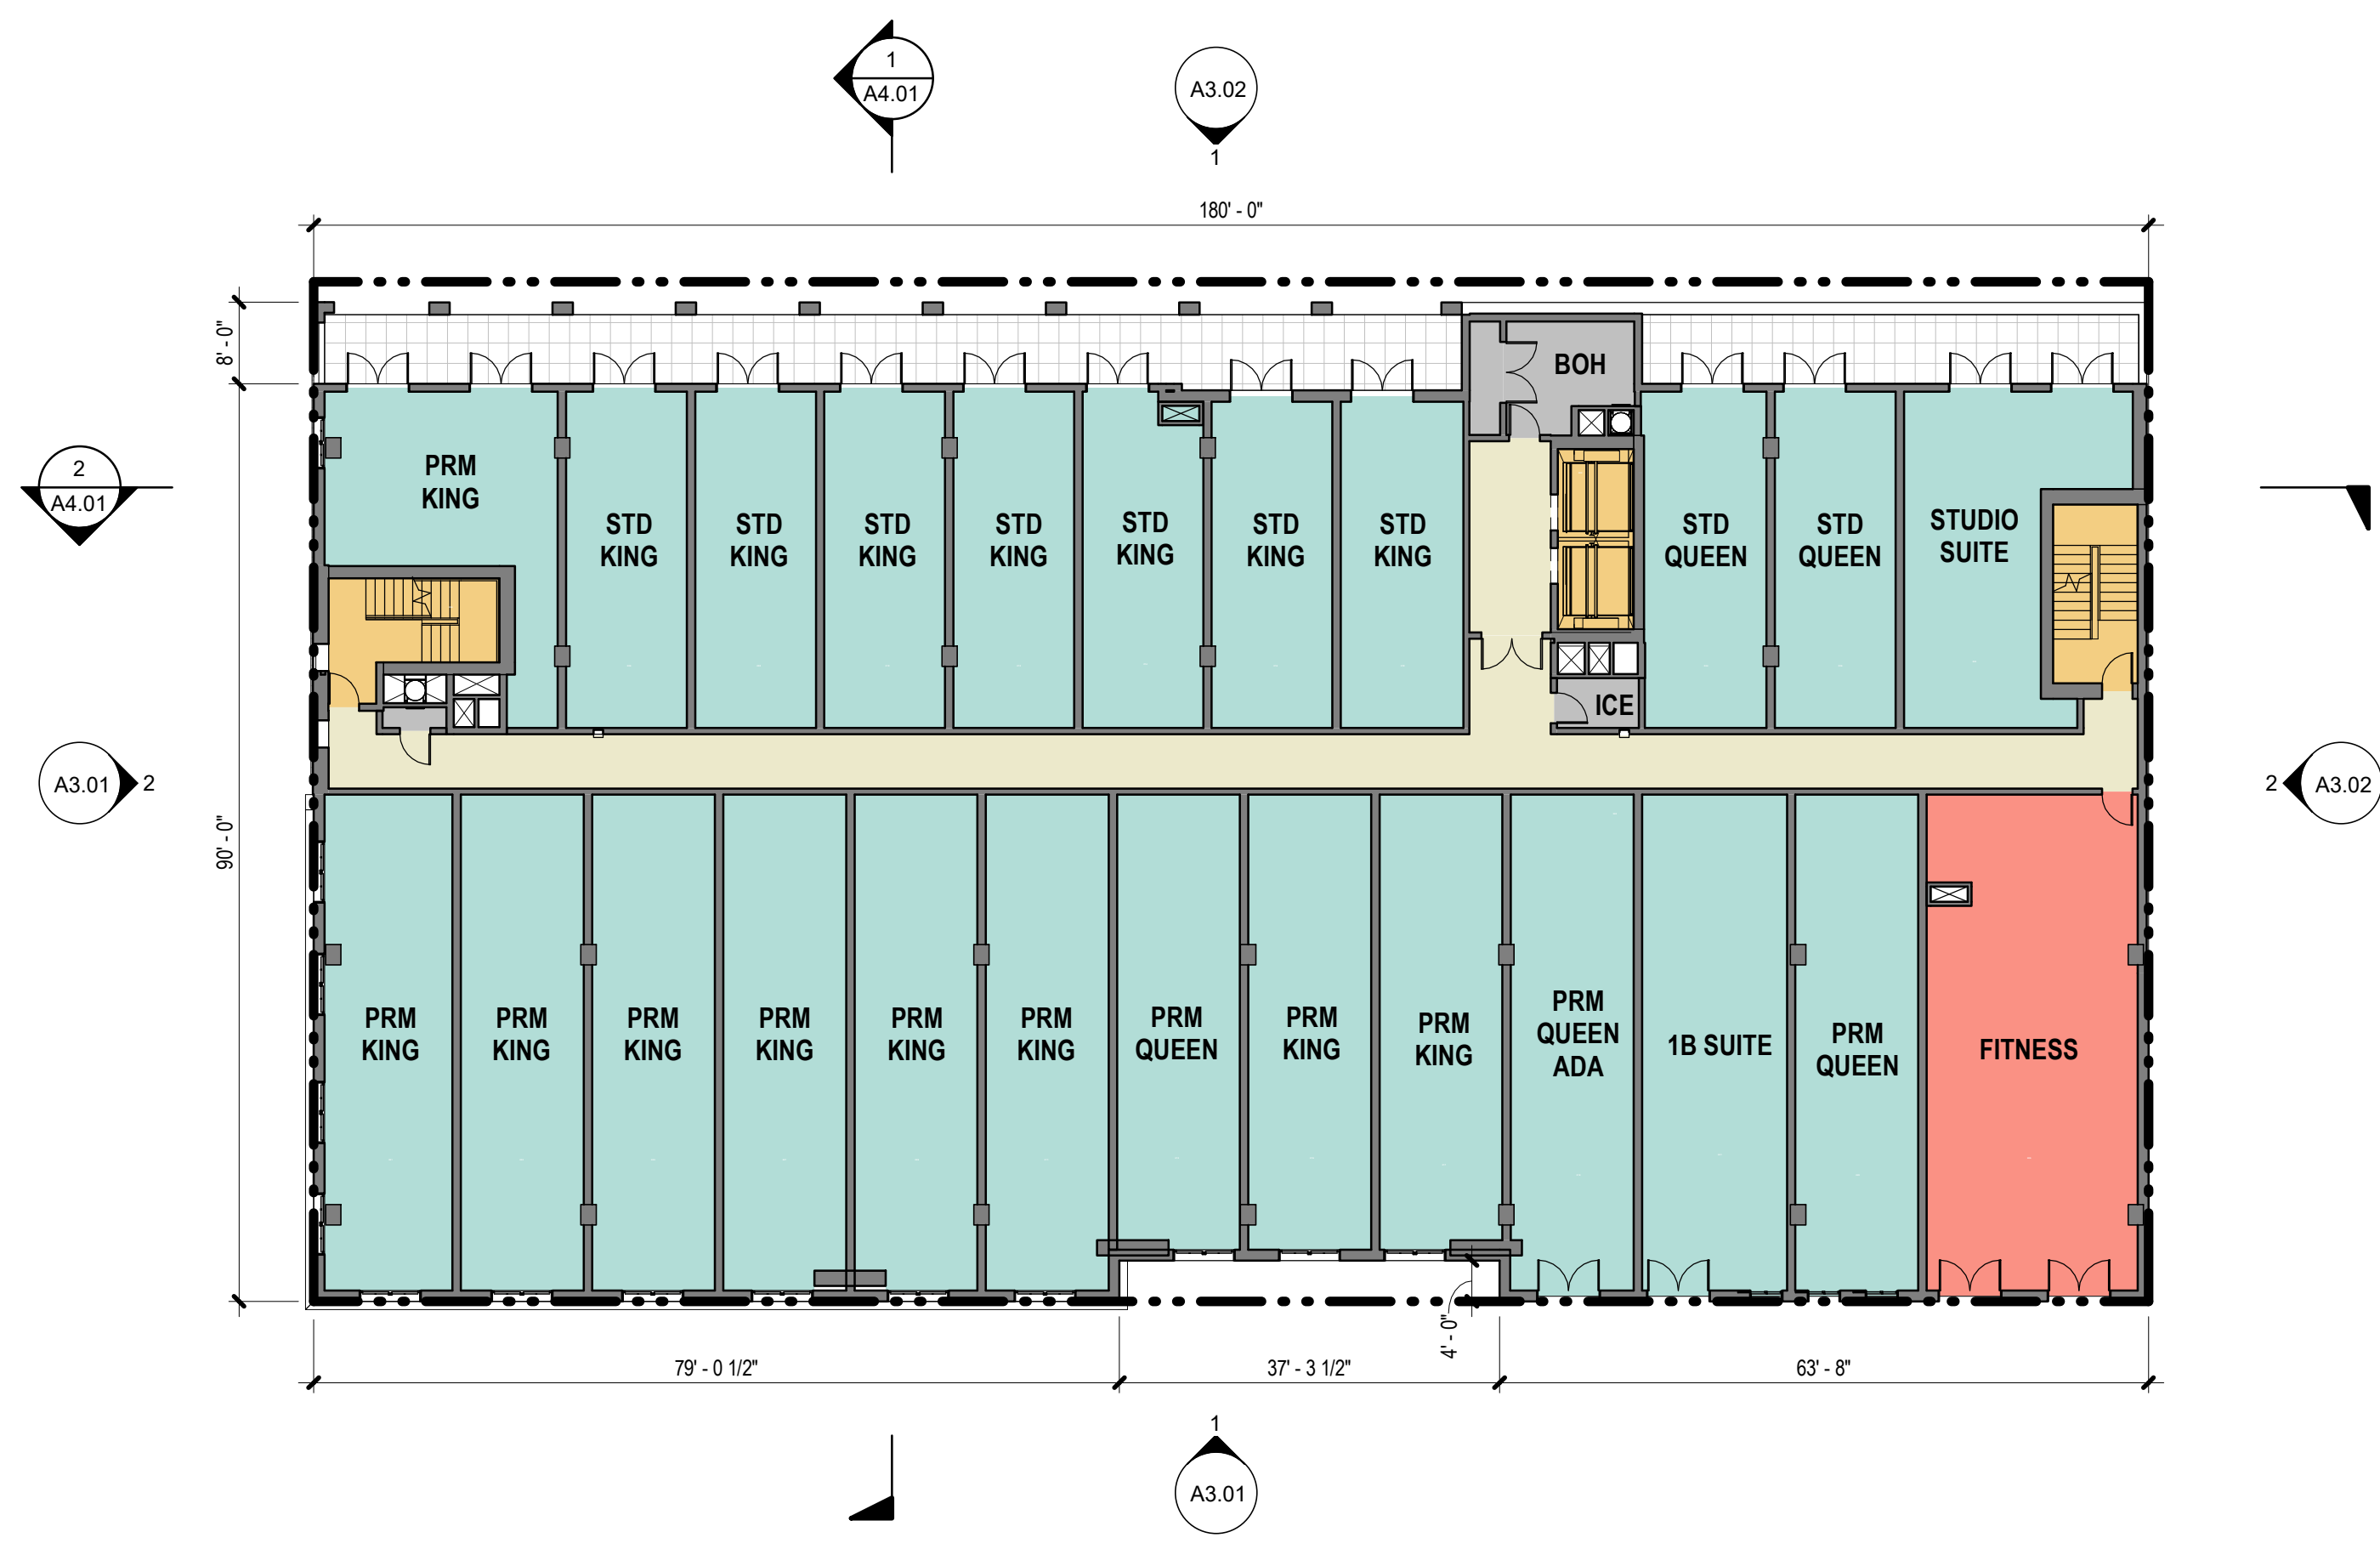 1
A4.01
A3.02
1
180' - 0"
8' - 0"
BOH
PRM
KING
STD
KING
STD
KING
STD
KING
STD
KING
STD
KING
STD
KING
STD
KING
STD
QUEEN
STD
QUEEN
STUDIO
SUITE
2
A4.01
ICE
A3.01
2
2
A3.02
90' - 0"
PRM
KING
PRM
KING
PRM
KING
PRM
KING
PRM
KING
PRM
KING
PRM
QUEEN
PRM
KING
PRM
KING
PRM
QUEEN
ADA
1B SUITE
PRM
QUEEN
FITNESS
4' - 0"
79' - 0 1/2"
37' - 3 1/2"
63' - 8"
1
A3.01